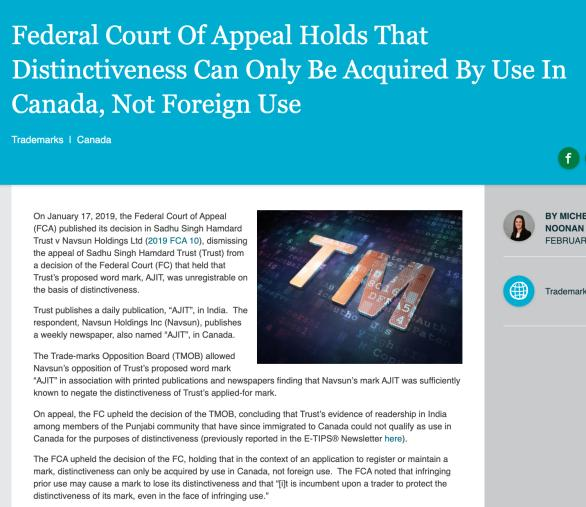 Federal Court Of Appeal Holds That
Distinctiveness Can Only Be Acquired By Use In
Canada, Not Foreign Use
Trademarks | Canada
f
On January 17, 2019, the Federal Court of Appeal
(FCA) published its decision in Sadhu Singh Hamdard
Trust v Navsun Holdings Ltd (2019 FCA 10), dismissing
the appeal of Sadhu Singh Hamdard Trust (Trust) from
a decision of the Federal Court (FC) that held that
Trust's proposed word mark, AJIT, was unregistrable on
the basis of distinctiveness.
Trust publishes a daily publication, “AJIT”, in India. The
respondent, Navsun Holdings Inc (Navsun), publishes
a weekly newspaper, also named “AJIT”, in Canada.
The Trade-marks Opposition Board (TMOB) allowed
Navsun's opposition of Trust's proposed word mark
“AJIT” in association with printed publications and newspapers finding that Navsun's mark AJIT was sufficiently
known to negate the distinctiveness of Trust's applied-for mark.
On appeal, the FC upheld the decision of the TMOB, concluding that Trust's evidence of readership in India
among members of the Punjabi community that have since immigrated to Canada could not qualify as use in
Canada for the purposes of distinctiveness (previously reported in the E-TIPS® Newsletter here).
The FCA upheld the decision of the FC, holding that in the context of an application to register or maintain a
mark, distinctiveness can only be acquired by use in Canada, not foreign use. The FCA noted that infringing
prior use may cause a mark to lose its distinctiveness and that “[i]t is incumbent upon a trader to protect the
distinctiveness of its mark, even in the face of infringing use.”
TM
BY MICHE
NOONAN
FEBRUAR
Trademark